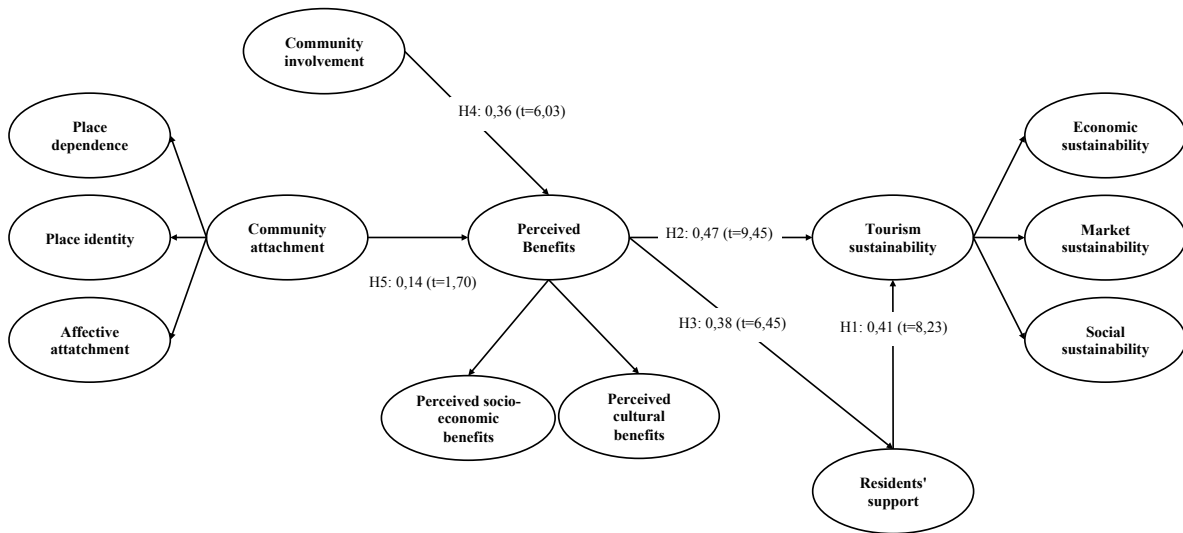 Community
involvement
H4: 0,36 (t=6,03)
Place
dependence
Economic
sustainability
Place identity
Community
attachment
Perceived
Benefits
H2: 0,47 (t=9,45)
Tourism
sustainability
Market
sustainability
H5: 0,14 (t=1,70)
H3: 0,38 (t=6,45)
H1: 0,41 (t=8,23)
Affective
attatchment
Social
sustainability
Perceived socio-
economic
benefits
Perceived
cultural
benefits
Residents'
support